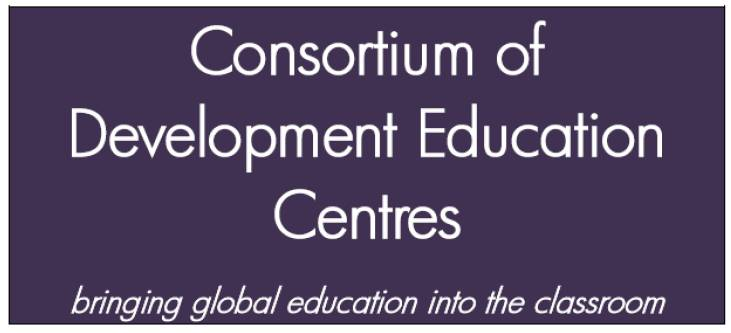 Consortium of
Development Education
Centres
bringing global education into the classroom